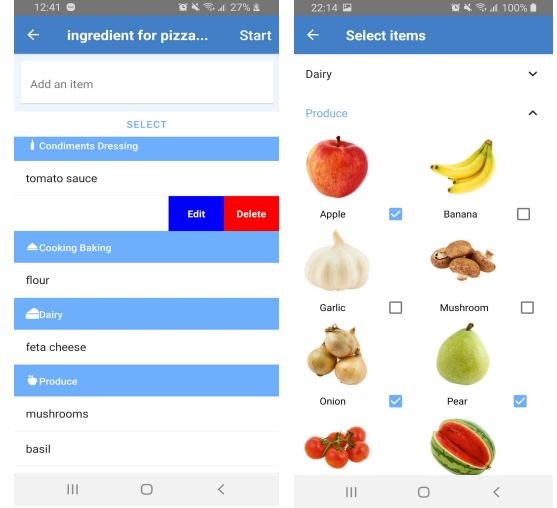 12:41
27%
ingredient for pizza...
Start
Add an item
SELECT
Condiments Dressing
tomato sauce
Edit
Delete
Cooking Baking
flour
Dairy
feta cheese
Produce
mushrooms
basil
22:14
100%
Select items
Dairy
Produce
Apple
Banana
Garlic
Mushroom
Onion
Pear